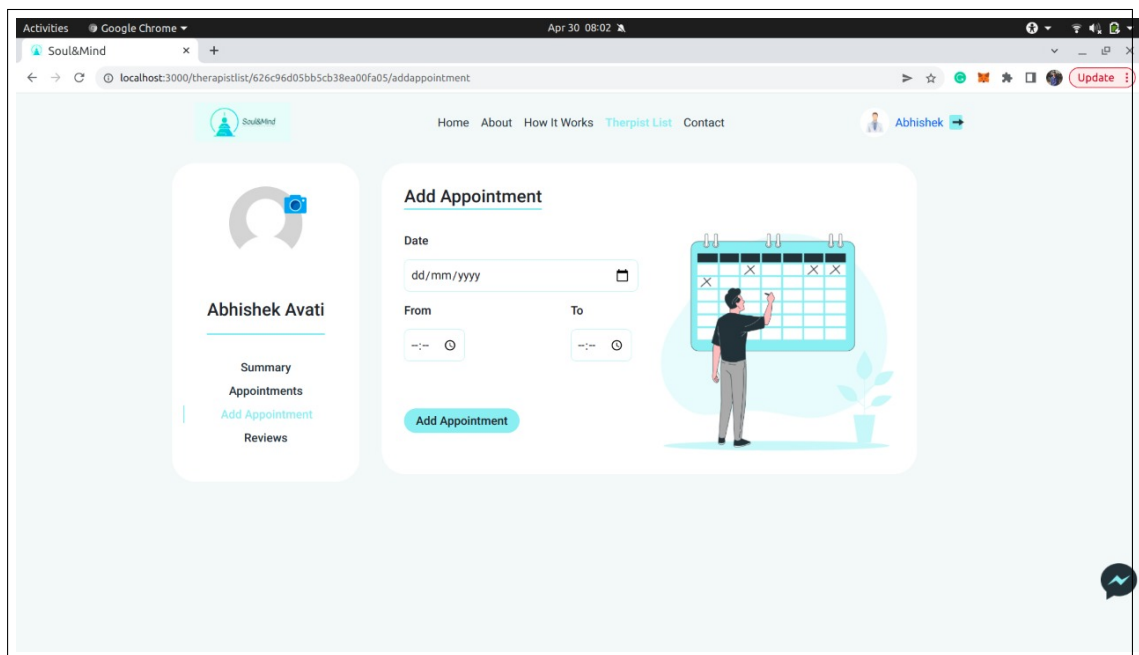 Activities Google Chrome Apr 30 08:02
Soul&Mind
localhost:3000/therapistlist/626c96d05bb5cb38ea00fa05/addappointment Update
Soul&Mind Home About How It Works Therpist List Contact Abhishek
Add Appointment
Date
dd/mm/yyyy
Abhishek Avati
From To
--:-- --:--
Summary
Appointments
Add Appointment
Reviews
Add Appointment